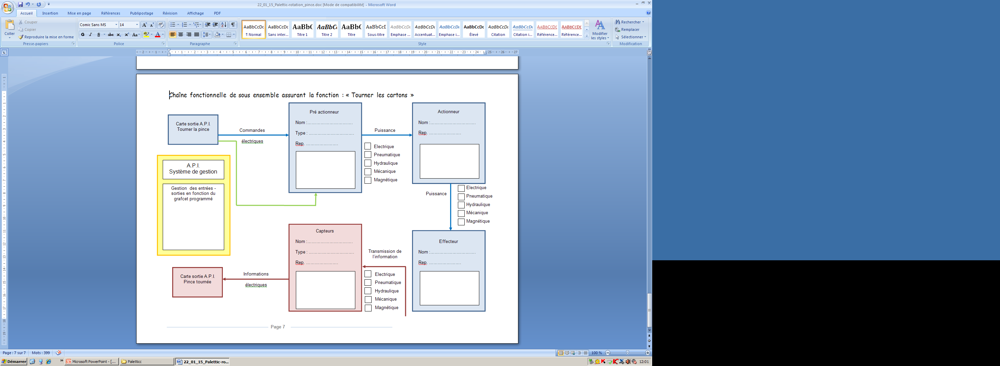 22_01_15_Palettic-rotation_pince.doc [Mode de compatibilité] - Microsoft Word
Accueil Insertion Mise en page Références Publipostage Révision Affichage PDF
Coller
Couper
Copier
Reproduire la mise en forme
Presse-papiers
Comic Sans MS 14
G I S abc X₂ X² Aa
Police
Paragraphe
AaBbCcDc AaBbCcDc AaBb( AaBbC AaBb( AaBbCcI AaBbCcDc AaBbCcDc AaBbCcDc AaBbCcDc AaBbCcDc AaBbCcDc AaBbCcDc AaBbCcDc
¶ Normal Sans inter... Titre 1 Titre 2 Titre Sous-titre Emphase ... Accentuat... Emphase i... Élevé Citation Citation i... Référence... Référence...
Style
Modifier
les styles
Rechercher
Remplacer
Sélectionner
Modification
Chaîne fonctionnelle de sous ensemble assurant la fonction : « Tourner les cartons »
Carte sortie A.P.I.
Tourner la pince
Commandes
électriques
Pré actionneur
Nom :................................
Type : ................................
Rep. ......................
Puissance
Electrique
Pneumatique
Hydraulique
Mécanique
Magnétique
Actionneur
Nom :................................
Rep. ......................
A.P.I.
Système de gestion
Gestion des entrées -
sorties en fonction du
grafcet programmé
Puissance
Electrique
Pneumatique
Hydraulique
Mécanique
Magnétique
Capteurs
Nom :................................
Type : ................................
Rep. ......................
Transmission de
l'information
Electrique
Pneumatique
Hydraulique
Mécanique
Magnétique
Effecteur
Nom :................................
Rep. ......................
Carte sortie A.P.I.
Pince tournée
Informations
électriques
Page 7
Page : 7 sur 7 Mots : 399
100 %
Démarrer » Microsoft PowerPoint - [... Paletticc 22_01_15_Palettic-ro...
12:01